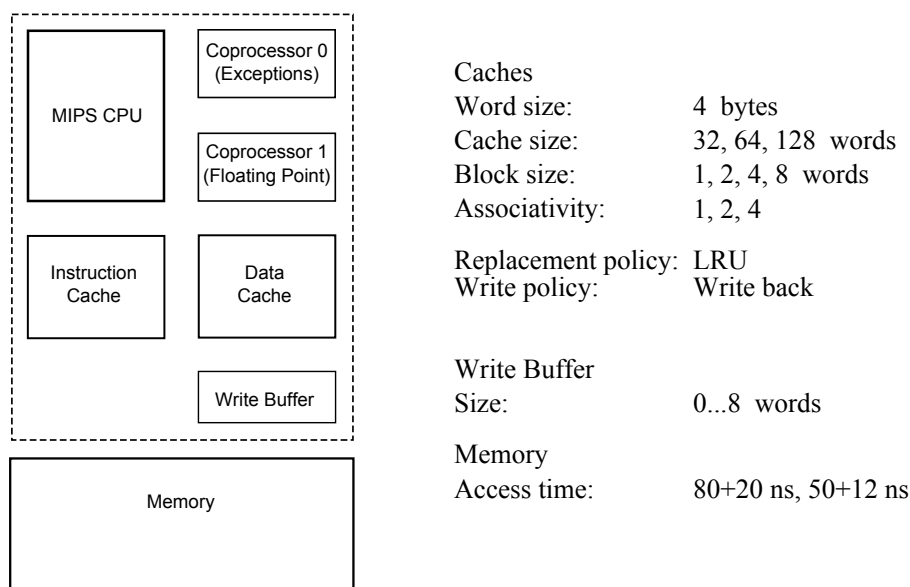 Coprocessor 0
(Exceptions)
MIPS CPU
Coprocessor 1
(Floating Point)
Instruction
Cache
Data
Cache
Write Buffer
Memory
Caches
Word size: 4 bytes
Cache size: 32, 64, 128 words
Block size: 1, 2, 4, 8 words
Associativity: 1, 2, 4
Replacement policy: LRU
Write policy: Write back
Write Buffer
Size: 0...8 words
Memory
Access time: 80+20 ns, 50+12 ns